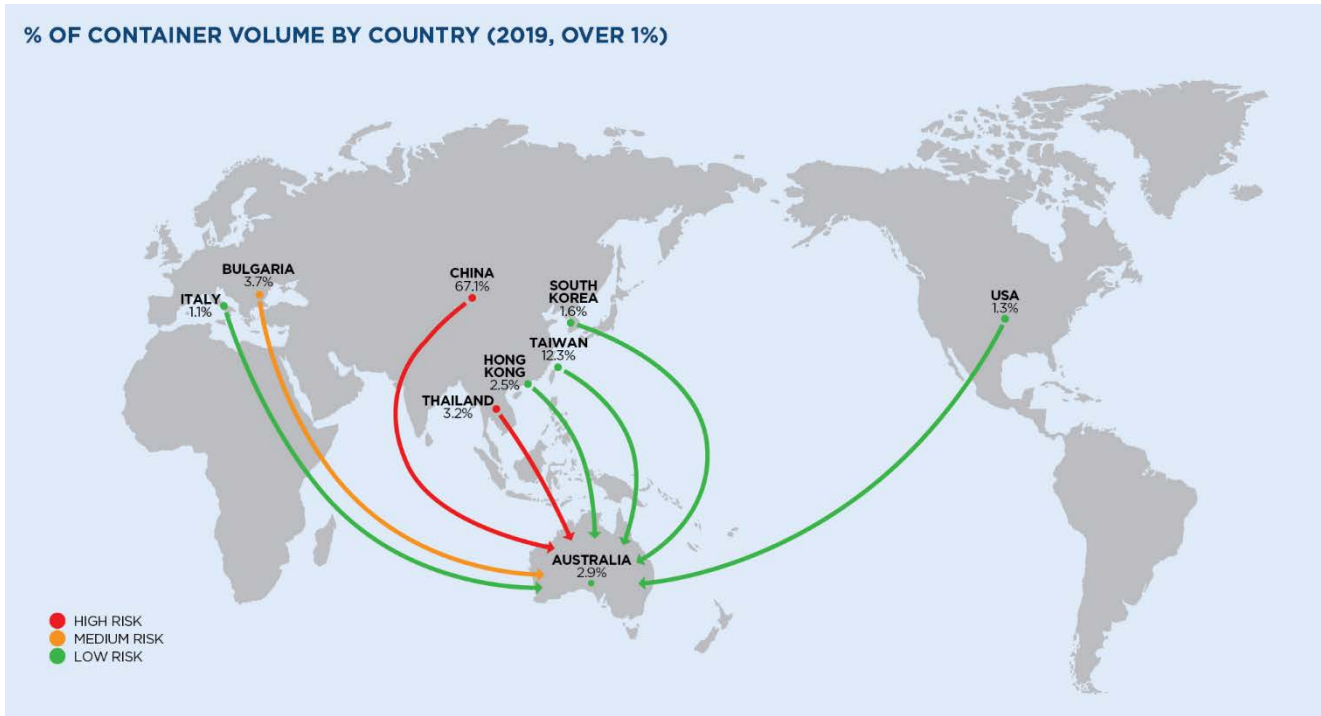 % OF CONTAINER VOLUME BY COUNTRY (2019, OVER 1%)
BULGARIA
3.7%
ITALY
1.1%
CHINA
67.1%
SOUTH
KOREA
1.6%
USA
1.3%
TAIWAN
12.3%
HONG
KONG
2.5%
THAILAND
3.2%
AUSTRALIA
2.9%
HIGH RISK
MEDIUM RISK
LOW RISK